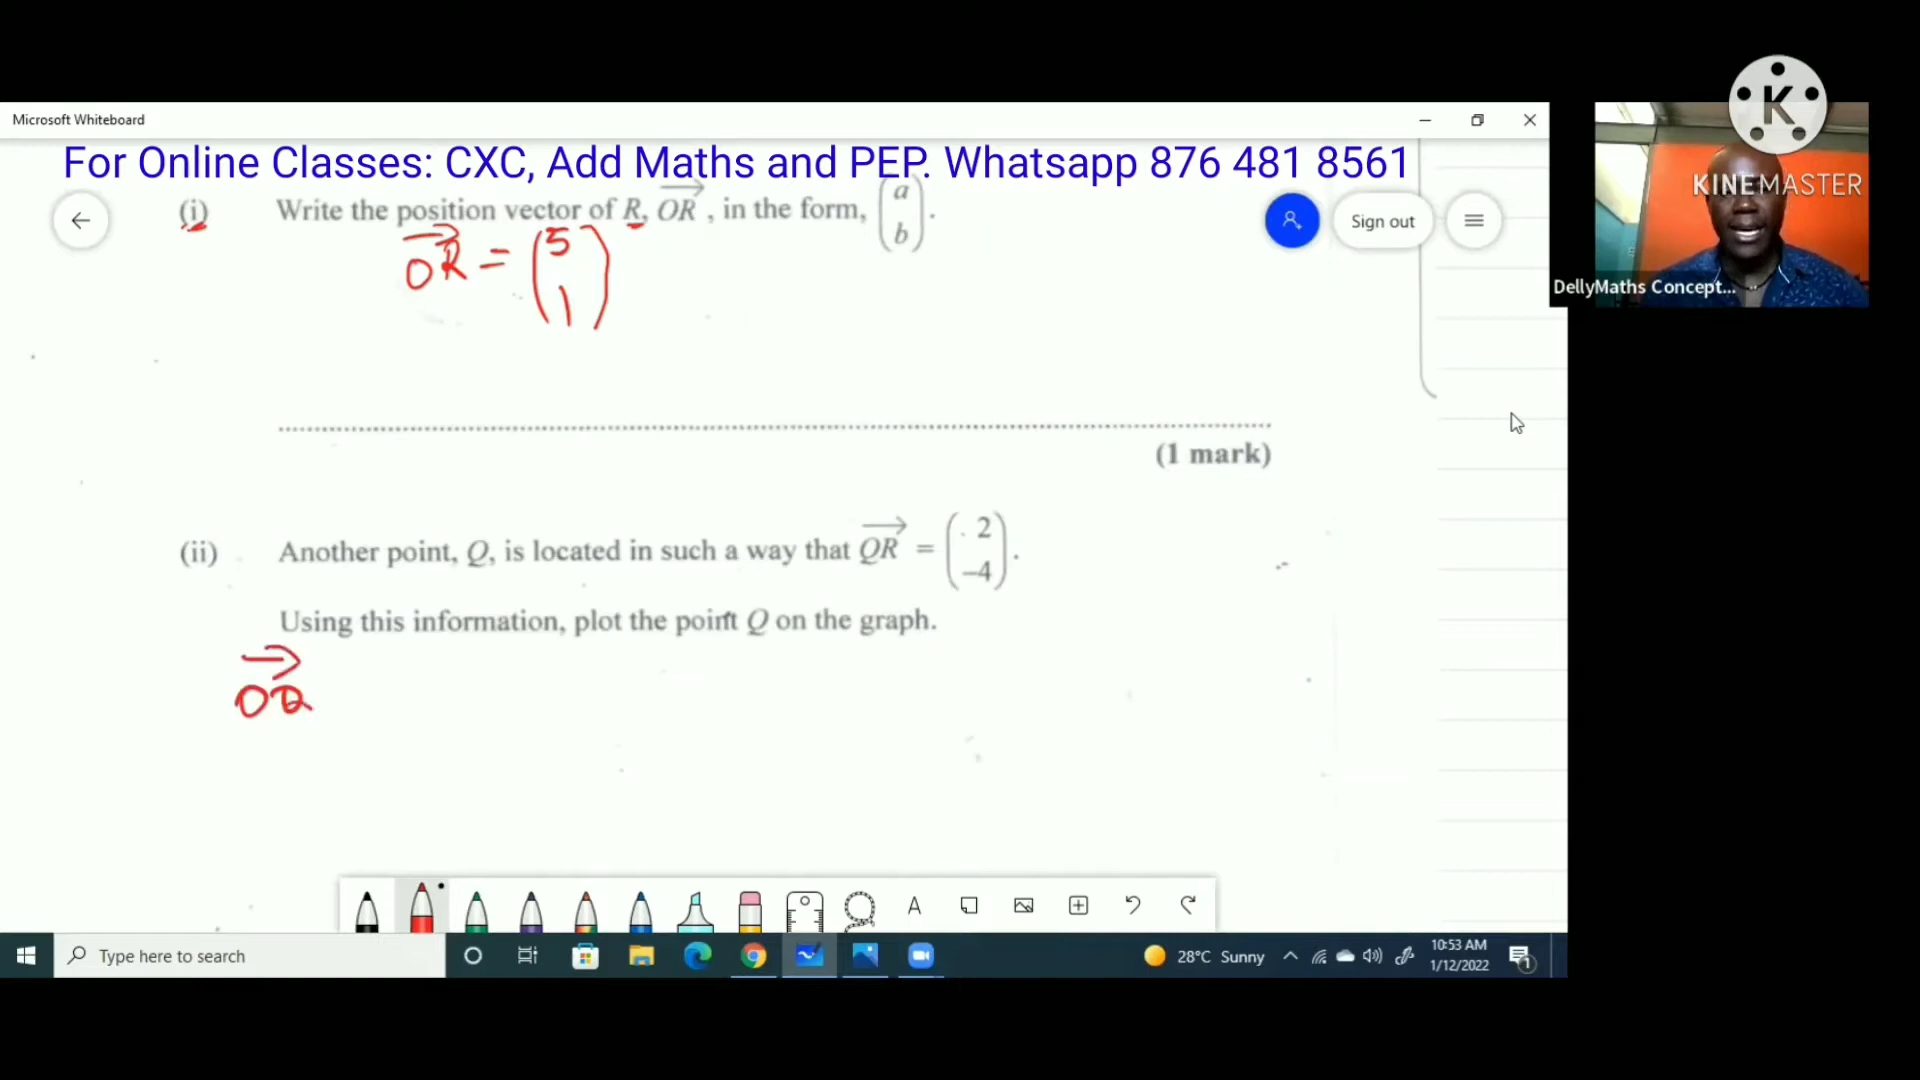 Microsoft Whiteboard
For Online Classes: CXC, Add Maths and PEP. Whatsapp 876 481 8561
K
KINEMASTER
DellyMaths Concept...
Sign out
(i) Write the position vector of R, →OR, in the form, (a
b).
→OR = (5
1)
(1 mark)
(ii) Another point, Q, is located in such a way that →QR = (2
–4).
Using this information, plot the point Q on the graph.
→OQ
A
Type here to search
28°C Sunny
10:53 AM
1/12/2022
1